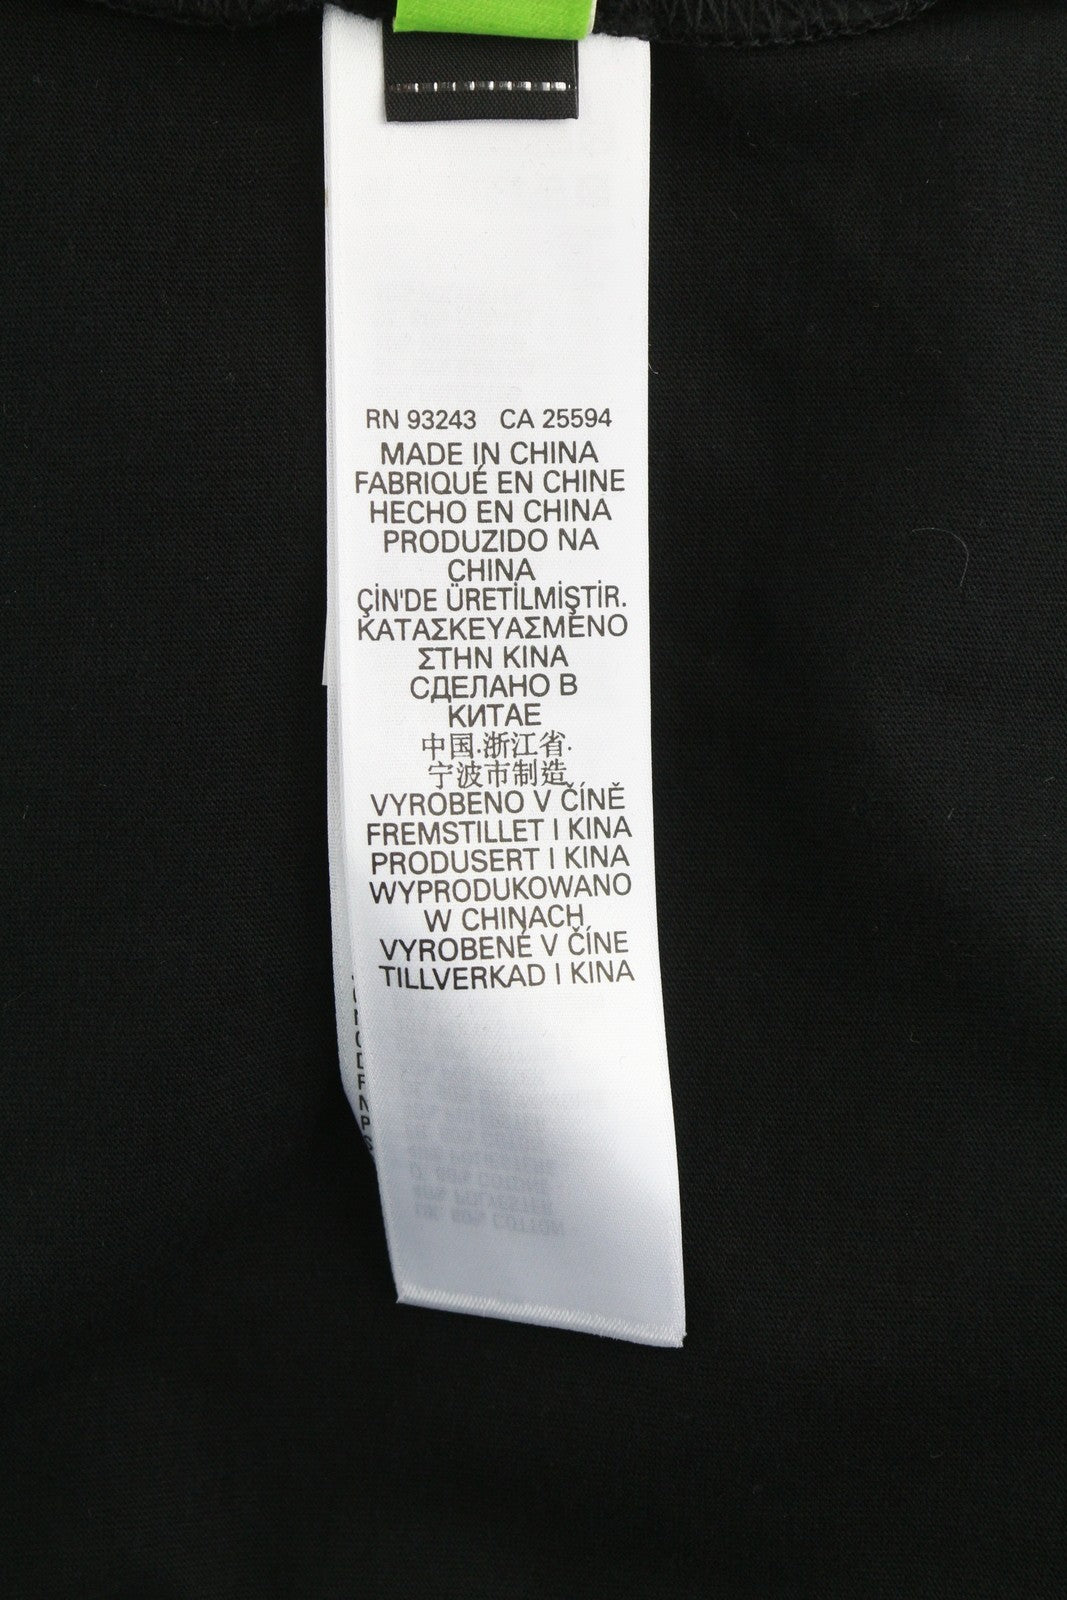 RN 93243 CA 25594
MADE IN CHINA
FABRIQUÉ EN CHINE
HECHO EN CHINA
PRODUZIDO NA
CHINA
ÇİN'DE ÜRETİLMİŞTİR.
ΚΑΤΑΣΚΕΥΑΣΜΕΝΟ
ΣΤΗΝ ΚΙΝΑ
СДЕЛАНО В
КИТАЕ
中国.浙江省.
宁波市制造
VYROBENO V ČÍNĚ
FREMSTILLET I KINA
PRODUSERT I KINA
WYPRODUKOWANO
W CHINACH
VYROBENÉ V ČÍNE
TILLVERKAD I KINA